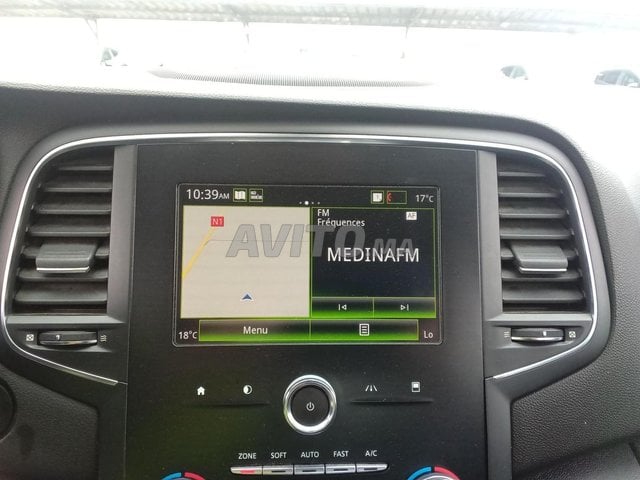 10:39AM
17°C
N1
FM
AF
Fréquences
AVITO.MA
MEDINAFM
18°C
Menu
Lo
ZONE SOFT AUTO FAST A/C